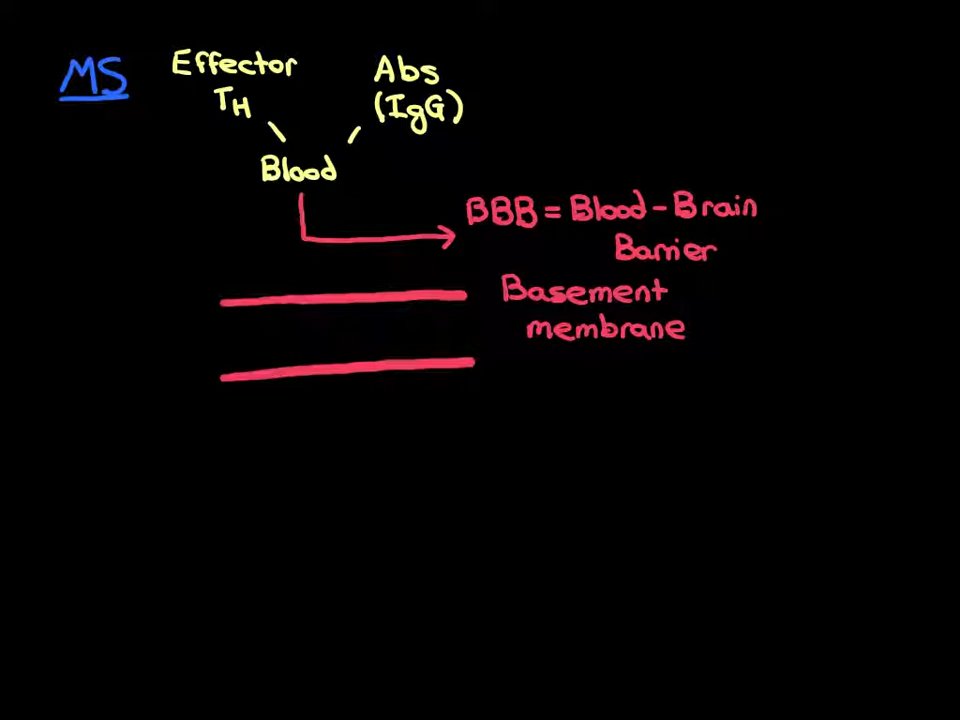 MS
Effector
TH
Abs
(IgG)
Blood
BBB = Blood-Brain
Barrier
Basement
membrane